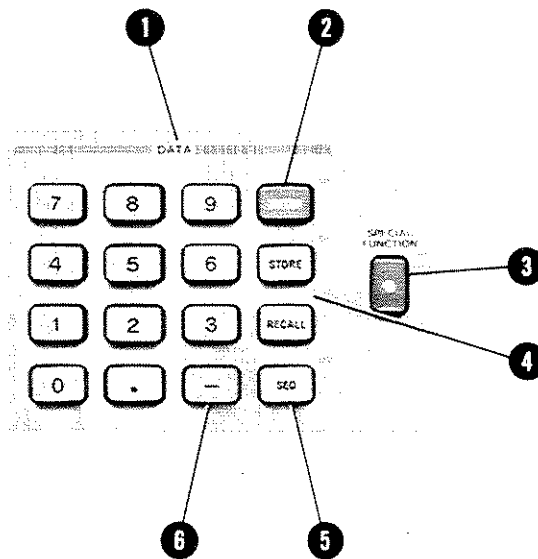 1 2
DATA
7 8 9
SPECIAL
FUNCTION
3
4 5 6 STORE
4
1 2 3 RECALL
0 . − SEQ
6 5